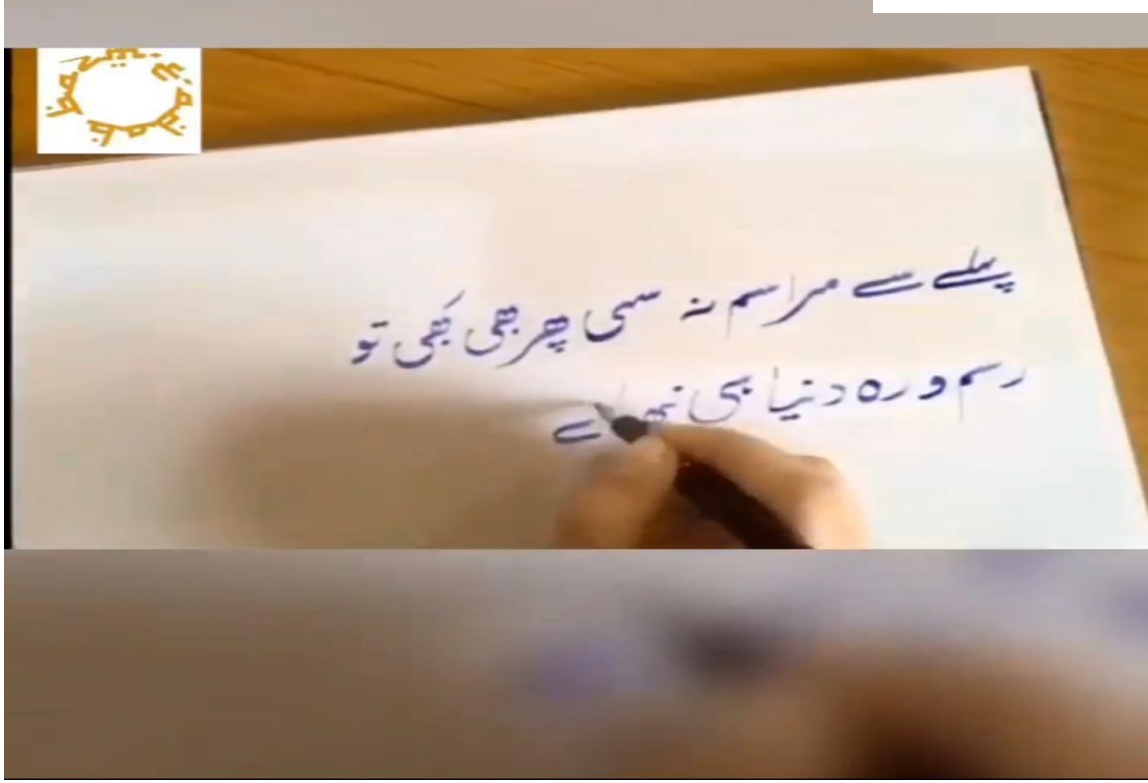 پہلے سے مراسم نہ سہی پھر بھی کبھی تو
رسم و رہ دنیا ہی